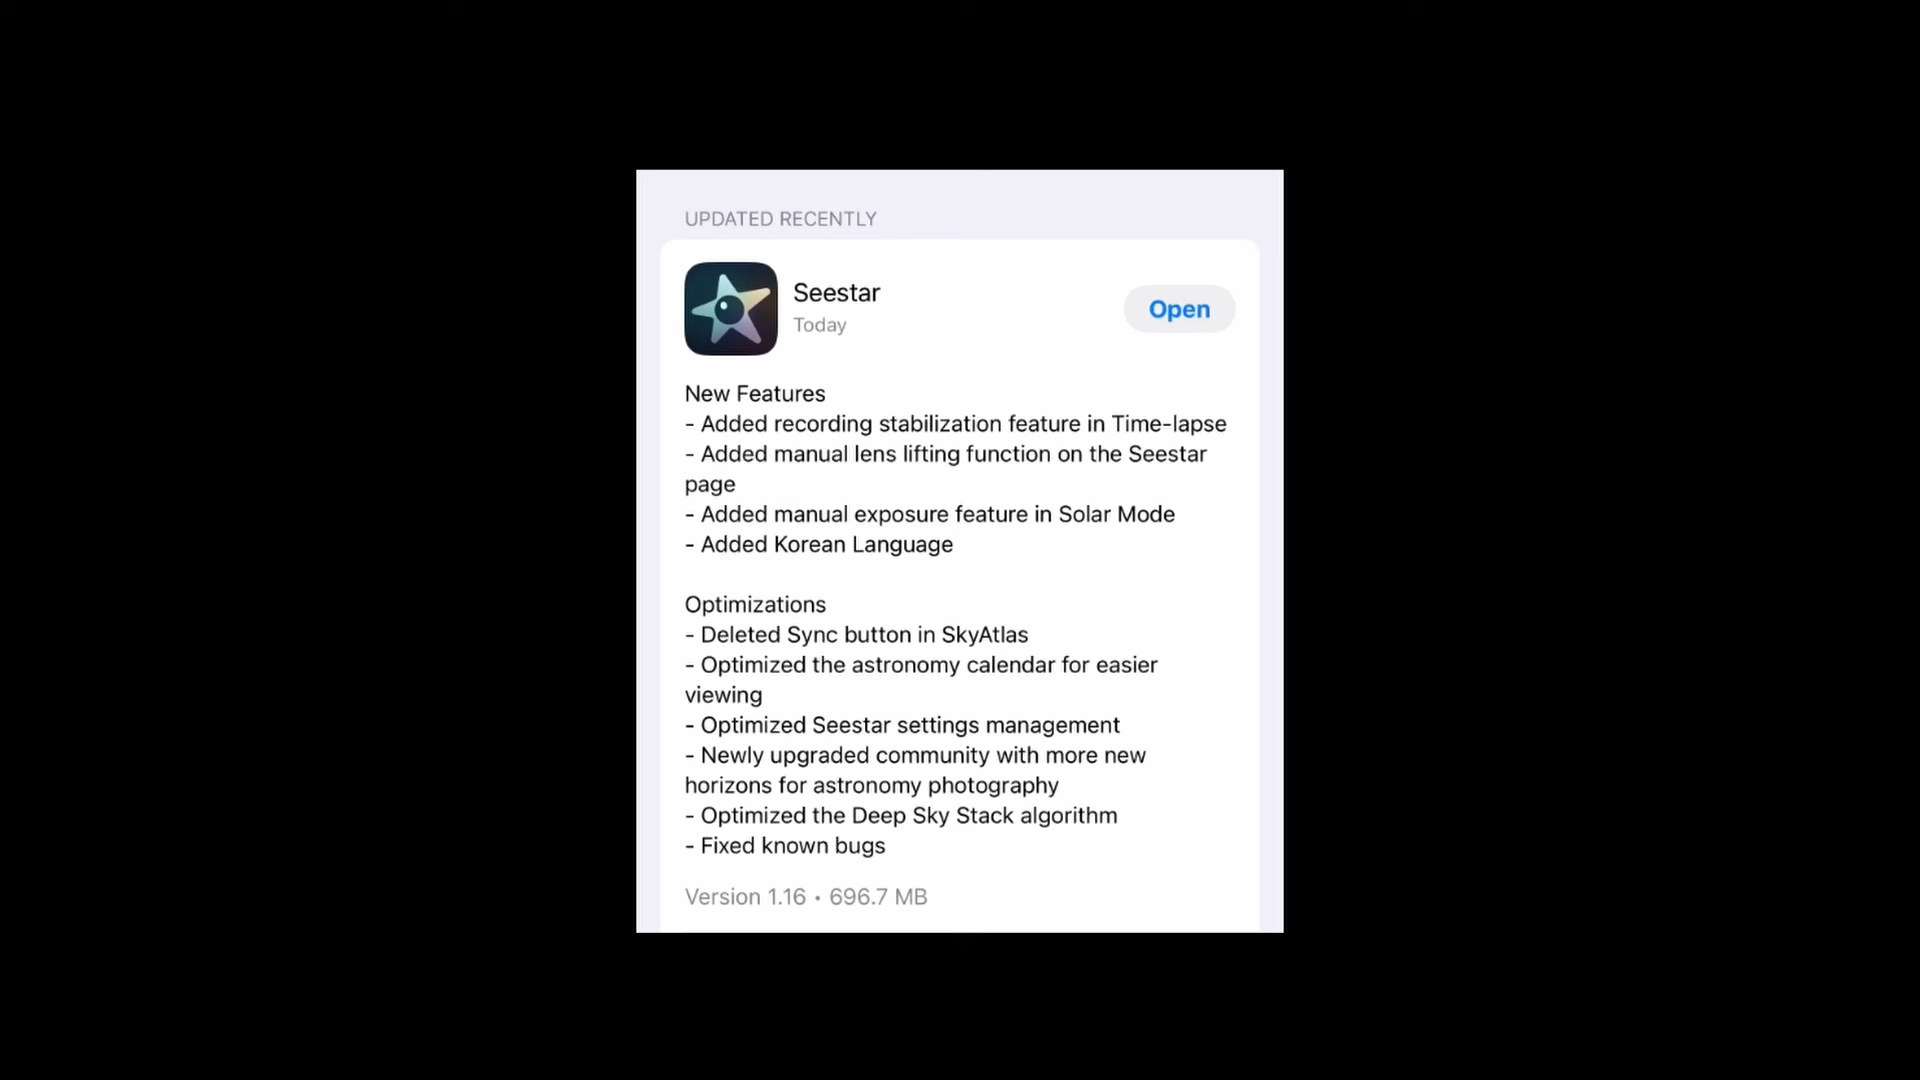 UPDATED RECENTLY
Seestar
Today
Open
New Features
- Added recording stabilization feature in Time-lapse
- Added manual lens lifting function on the Seestar
page
- Added manual exposure feature in Solar Mode
- Added Korean Language
Optimizations
- Deleted Sync button in SkyAtlas
- Optimized the astronomy calendar for easier
viewing
- Optimized Seestar settings management
- Newly upgraded community with more new
horizons for astronomy photography
- Optimized the Deep Sky Stack algorithm
- Fixed known bugs
Version 1.16 • 696.7 MB